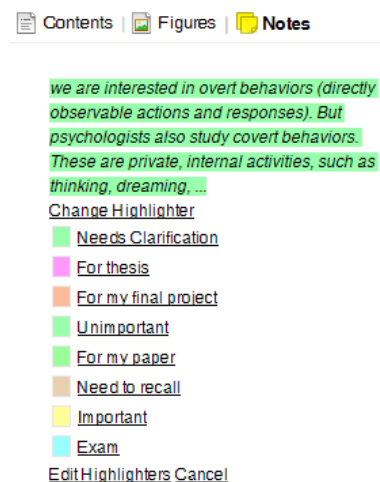 Contents | Figures | Notes
we are interested in overt behaviors (directly
observable actions and responses). But
psychologists also study covert behaviors.
These are private, internal activities, such as
thinking, dreaming, ...
Change Highlighter
Needs Clarification
For thesis
For my final project
Unimportant
For my paper
Need to recall
Important
Exam
Edit Highlighters Cancel